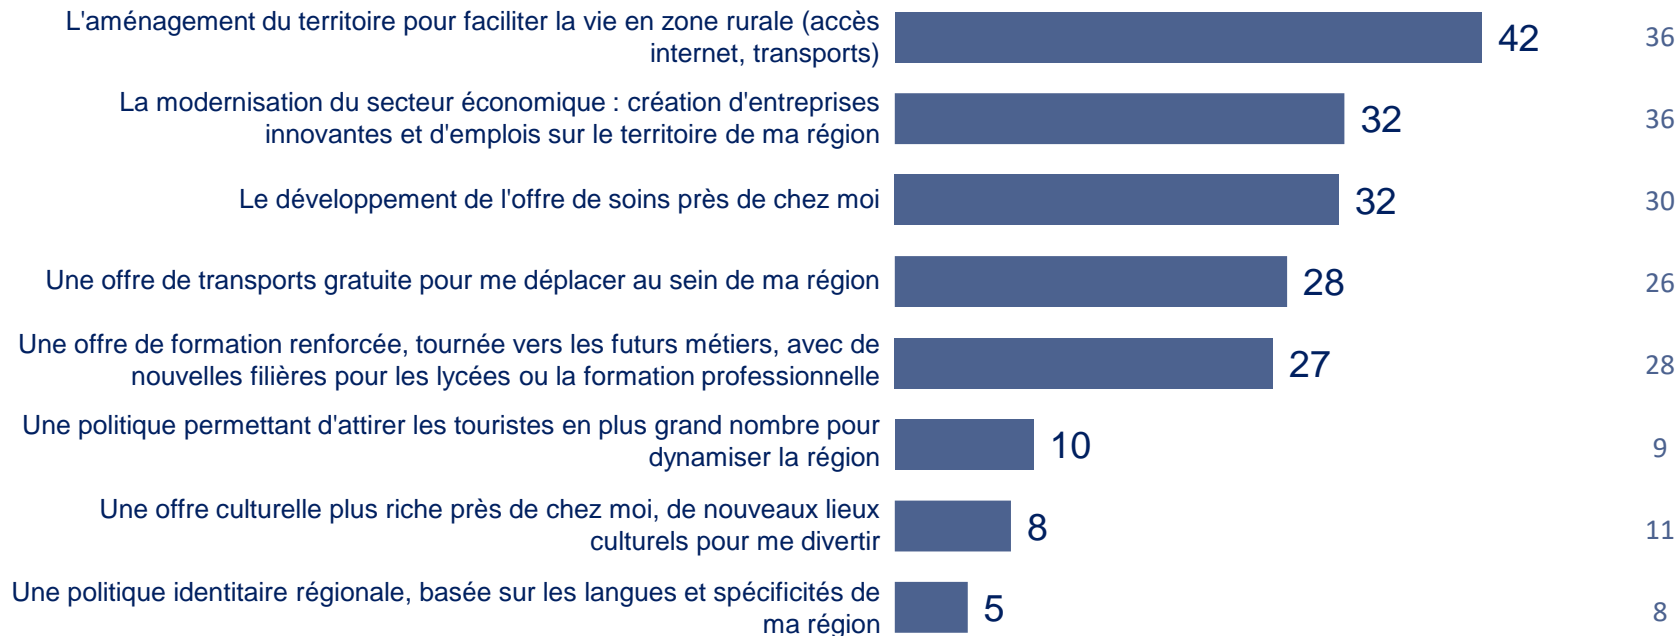 L'aménagement du territoire pour faciliter la vie en zone rurale (accès
internet, transports)
42
36
La modernisation du secteur économique : création d'entreprises
innovantes et d'emplois sur le territoire de ma région
32
36
Le développement de l'offre de soins près de chez moi
32
30
Une offre de transports gratuite pour me déplacer au sein de ma région
28
26
Une offre de formation renforcée, tournée vers les futurs métiers, avec de
nouvelles filières pour les lycées ou la formation professionnelle
27
28
Une politique permettant d'attirer les touristes en plus grand nombre pour
dynamiser la région
10
9
Une offre culturelle plus riche près de chez moi, de nouveaux lieux
culturels pour me divertir
8
11
Une politique identitaire régionale, basée sur les langues et spécificités de
ma région
5
8